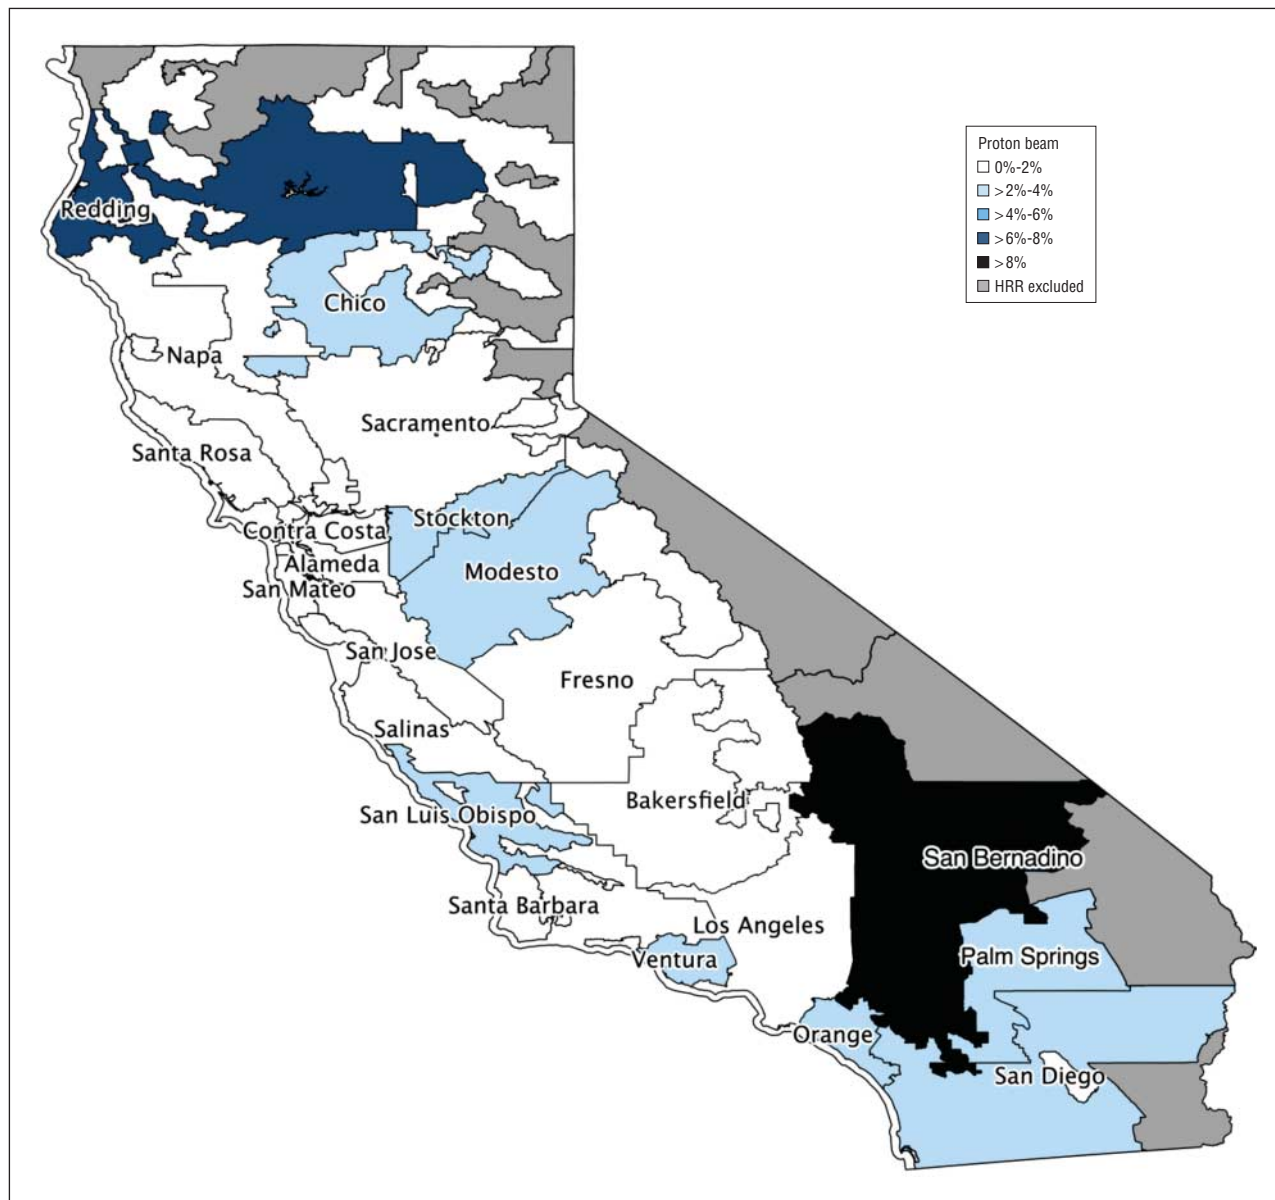 Proton beam
0%-2%
>2%-4%
>4%-6%
>6%-8%
>8%
HRR excluded
Redding
Chico
Napa
Sacramento
Santa Rosa
Stockton
Contra Costa
Alameda
Modesto
San Mateo
San Jose
Fresno
Salinas
Bakersfield
San Luis Obispo
San Bernadino
Santa Barbara
Los Angeles
Palm Springs
Ventura
Orange
San Diego